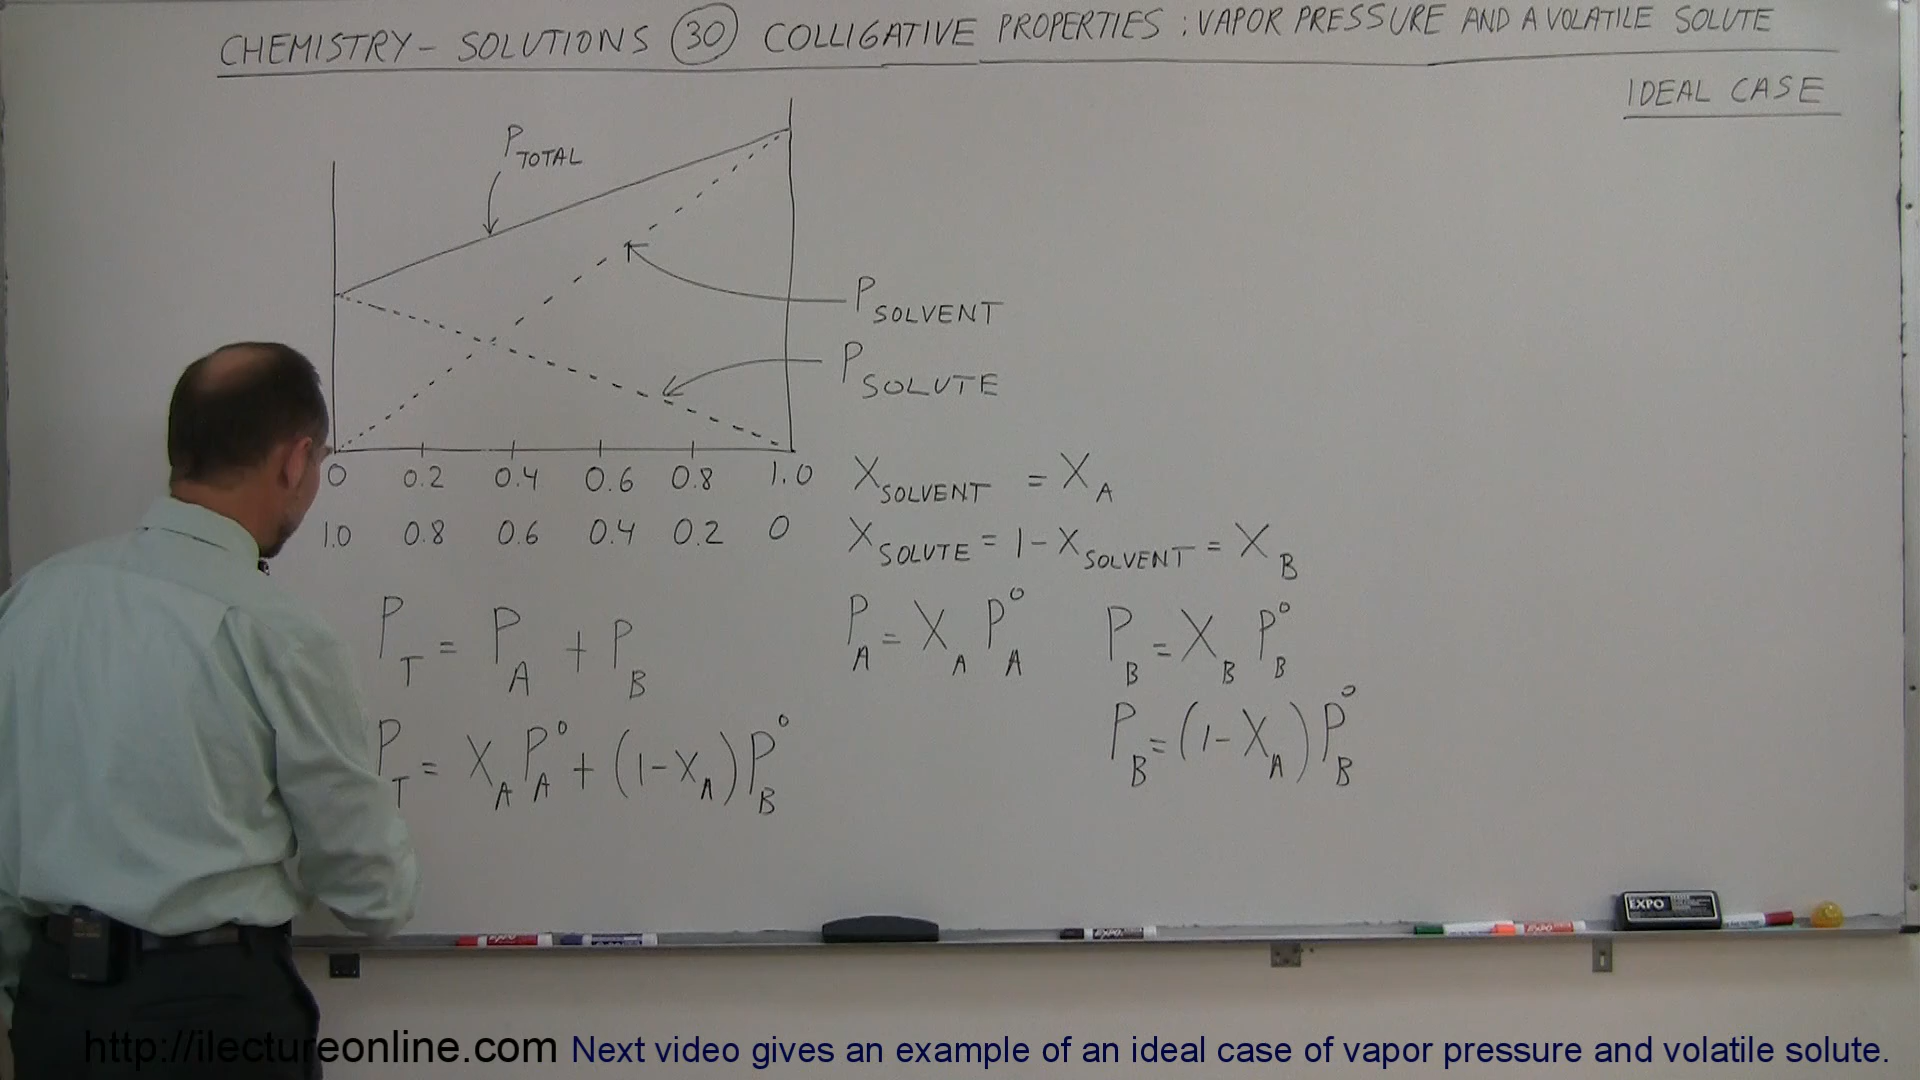 CHEMISTRY – SOLUTIONS 30 COLLIGATIVE PROPERTIES : VAPOR PRESSURE AND A VOLATILE SOLUTE
IDEAL CASE
P TOTAL
P SOLVENT
P SOLUTE
0 0.2 0.4 0.6 0.8 1.0 X SOLVENT = X A
1.0 0.8 0.6 0.4 0.2 0 X SOLUTE = 1 - X SOLVENT = X B
P T = P A + P B P A = X A P A ° P B = X B P B °
P T = X A P A ° + (1 - X A) P B ° P B = (1 - X A) P B °
EXPO
EXPO
EXPO
EXPO
http://ilectureonline.com Next video gives an example of an ideal case of vapor pressure and volatile solute.